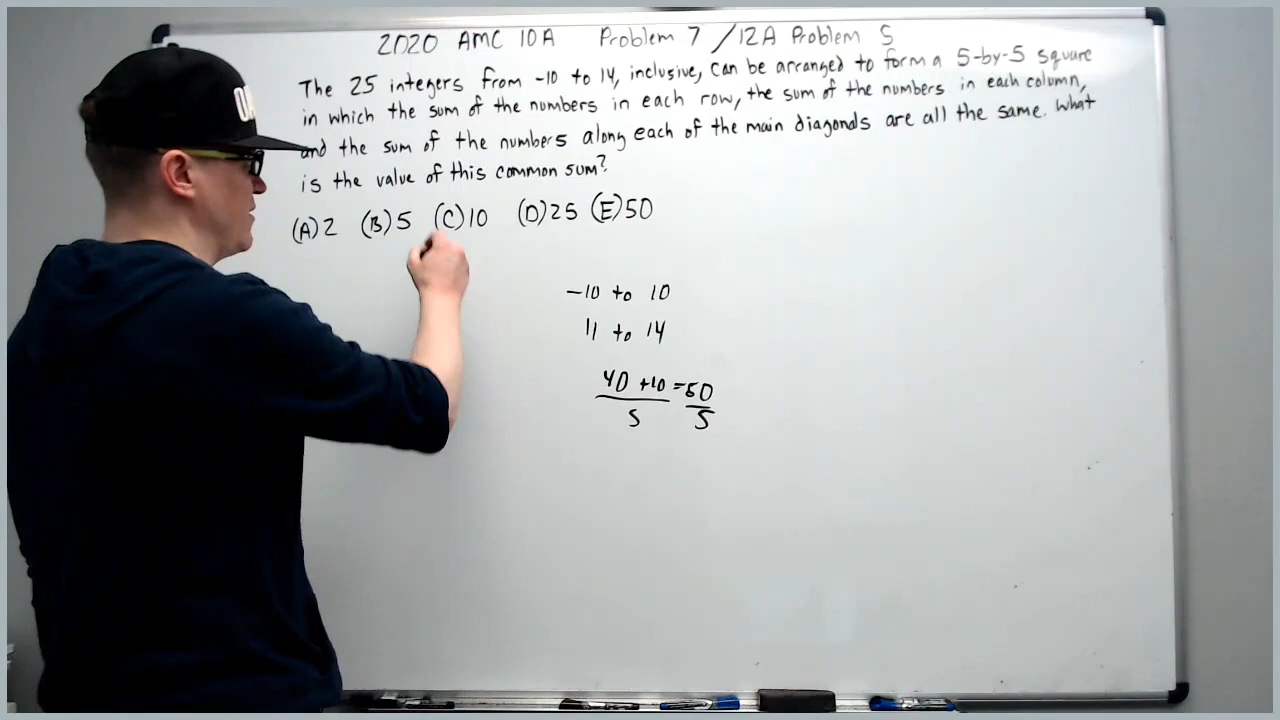 2020 AMC 10A Problem 7 / 12A Problem 5
The 25 integers from -10 to 14, inclusive, can be arranged to form a 5-by-5 square
in which the sum of the numbers in each row, the sum of the numbers in each column,
and the sum of the numbers along each of the main diagonals are all the same. What
is the value of this common sum?
(A) 2 (B) 5 (C) 10 (D) 25 (E) 50
-10 to 10
11 to 14
40 +10 = 50
5 5